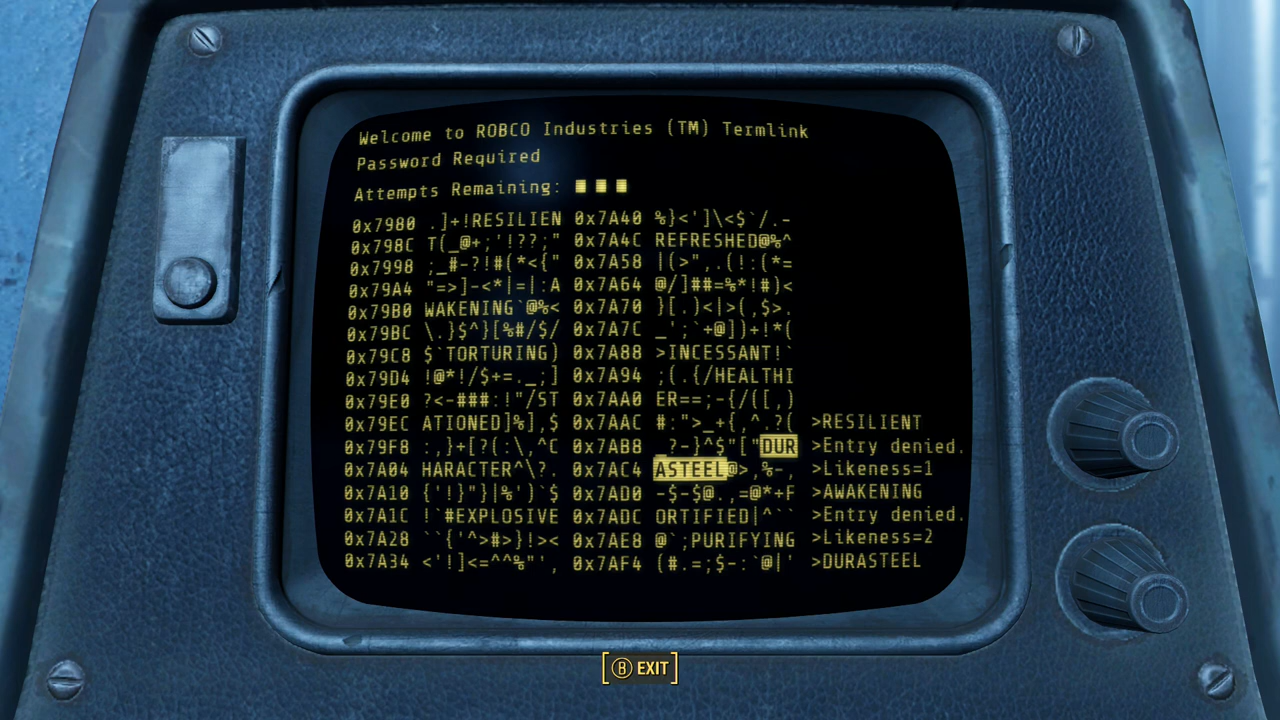 Welcome to ROBCO Industries (TM) Termlink
Password Required
Attempts Remaining: ■ ■ ■
0x7980 .]+!RESILIEN 0x7A40 %}<']\<$`/.-
0x798C T(_@+;'!??;" 0x7A4C REFRESHED@%^
0x7998 ;_#-?!#(*<{" 0x7A58 |(>",.(!:(*=
0x79A4 "=>]-<*|=|:A 0x7A64 @/]##=%*!#)<
0x79B0 WAKENING`@%< 0x7A70 }[.)<|>(,$>.
0x79BC \.}$^}[%#/$/ 0x7A7C _';`+@])+!*(
0x79C8 $`TORTURING) 0x7A88 >INCESSANT!`
0x79D4 !@*!/$+=._;] 0x7A94 ;(.{/HEALTHI
0x79E0 ?<-###:!"/ST 0x7AA0 ER==;-{/([,)
0x79EC ATIONED]%],$ 0x7AAC #:">_+{,^.?( >RESILIENT
0x79F8 :,}+[?(:\,^C 0x7AB8 _?-}^$"["DUR >Entry denied.
0x7A04 HARACTER^\?. 0x7AC4 ASTEEL@>,%-, >Likeness=1
0x7A10 {'!}"}|%')`$ 0x7AD0 -$-$@.,=@*+F >AWAKENING
0x7A1C !`#EXPLOSIVE 0x7ADC ORTIFIED|^`` >Entry denied.
0x7A28 ``{'^>#>}!>< 0x7AE8 @`;PURIFYING >Likeness=2
0x7A34 <'!]<=^^%"', 0x7AF4 (#.=;$-:`@|' >DURASTEEL
B EXIT